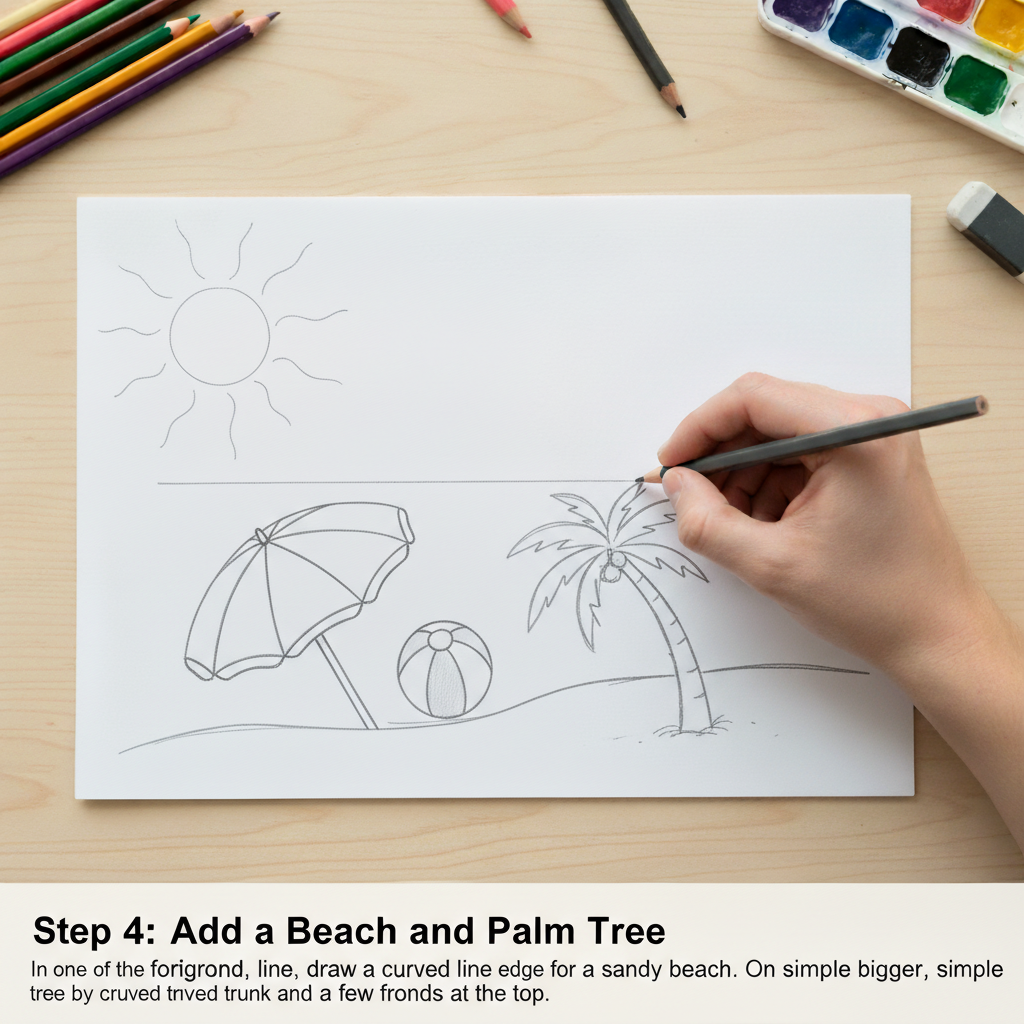 Step 4: Add a Beach and Palm Tree
In one of the forigrond, line, draw a curved line edge for a sandy beach. On simple bigger, simple
tree by cruved trived trunk and a few fronds at the top.